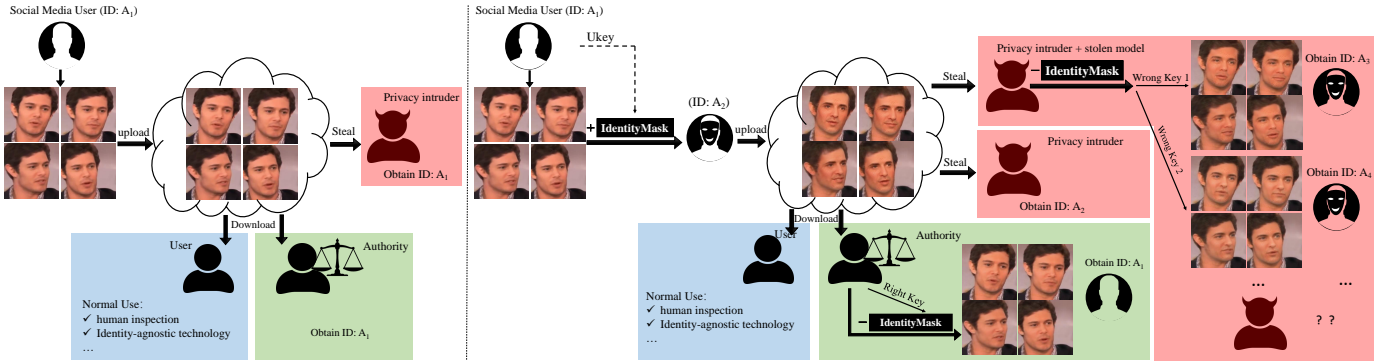 Social Media User (ID: A₁)
upload
Steal
Privacy intruder
Obtain ID: A₁
Download
User
Normal Use:
✓ human inspection
✓ Identity-agnostic technology
…
Authority
Obtain ID: A₁
Social Media User (ID: A₁)
Ukey
+ IdentityMask
(ID: A₂)
upload
Steal
Steal
Privacy intruder + stolen model
− IdentityMask
Wrong Key 1
Wrong Key 2
Obtain ID: A₃
Obtain ID: A₄
… …
? ?
Privacy intruder
Obtain ID: A₂
Download
User
Normal Use:
✓ human inspection
✓ Identity-agnostic technology
…
Authority
Right Key
− IdentityMask
Obtain ID: A₁